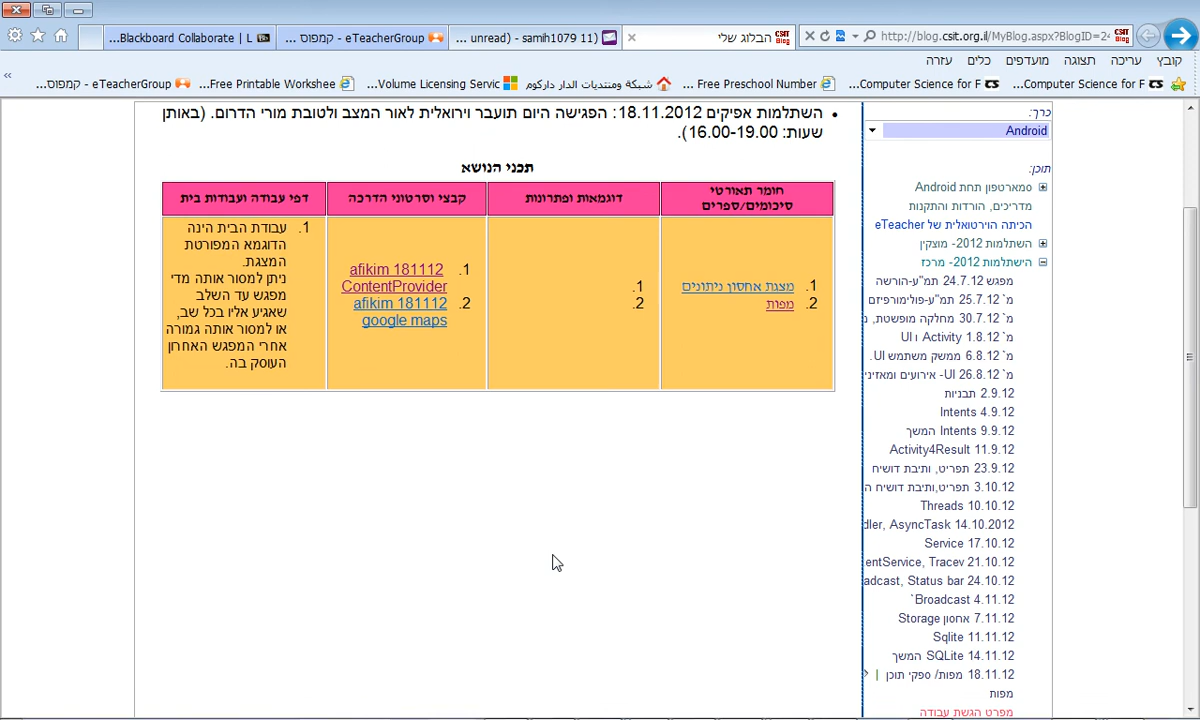 ...Blackboard Collaborate | L
... קמפוס - eTeacherGroup
... unread) - samih1079 11)
הבלוג שלי
קובץ עריכה תצוגה מועדפים כלים עזרה
...קמפוס - eTeacherGroup
...Free Printable Workshee
...Volume Licensing Servic
شبكة ومنتديات الدار داركوم
... Free Preschool Number
...Computer Science for F
...Computer Science for F
השתלמות אפיקים 18.11.2012: הפגישה היום תועבר וירואלית לאור המצב ולטובת מורי הדרום. (באותן
שעות: 16.00-19.00).
תכני הנושא
חומר תאורטי
סיכומים/ספרים
דוגמאות ופתרונות
קבצי וסרטוני הדרכה
דפי עבודה ועבודות בית
1. מצגת אחסון ניתונים
2. מפות
1.
2.
1. afikim 181112
ContentProvider
2. afikim 181112
google maps
1. עבודת הבית הינה
הדוגמא המפורטת
המצגת.
ניתן למסור אותה מדי
מפגש עד השלב
שאגיע אליו בכל שב,
או למסור אותה גמורה
אחרי המפגש האחרון
העוסק בה.
כרך:
Android
תוכן:
סמארטפון תחת Android
מדריכים, הורדות והתקנות
הכיתה הוירטואלית של eTeacher
השתלמות 2012- מוצקין
הישתלמות 2012- מרכז
מפגש 24.7.12 תמ"ע-הורשה
מ` 25.7.12 תמ"ע-פולימורפיזם
מ` 30.7.12 מחלקה מופשטת,
מ` 1.8.12 Activity ו UI
מ` 6.8.12 ממשק משתמש UI.
מ` 26.8.12 UI- אירועים ומאזיני
2.9.12 תבניות
4.9.12 Intents
9.9.12 Intents המשך
11.9.12 Activity4Result
23.9.12 תפריט, ותיבת דושיח
3.10.12 תפריט,ותיבת דושיח ה
10.10.12 Threads
14.10.2012 dler, AsyncTask
17.10.12 Service
21.10.12 entService, Tracev
24.10.12 adcast, Status bar
4.11.12 Broadcast`
7.11.12 אחסון Storage
11.11.12 Sqlite
14.11.12 SQLite המשך
18.11.12 מפות/ ספקי תוכן |
מפות
מפרט הגשת עבודה